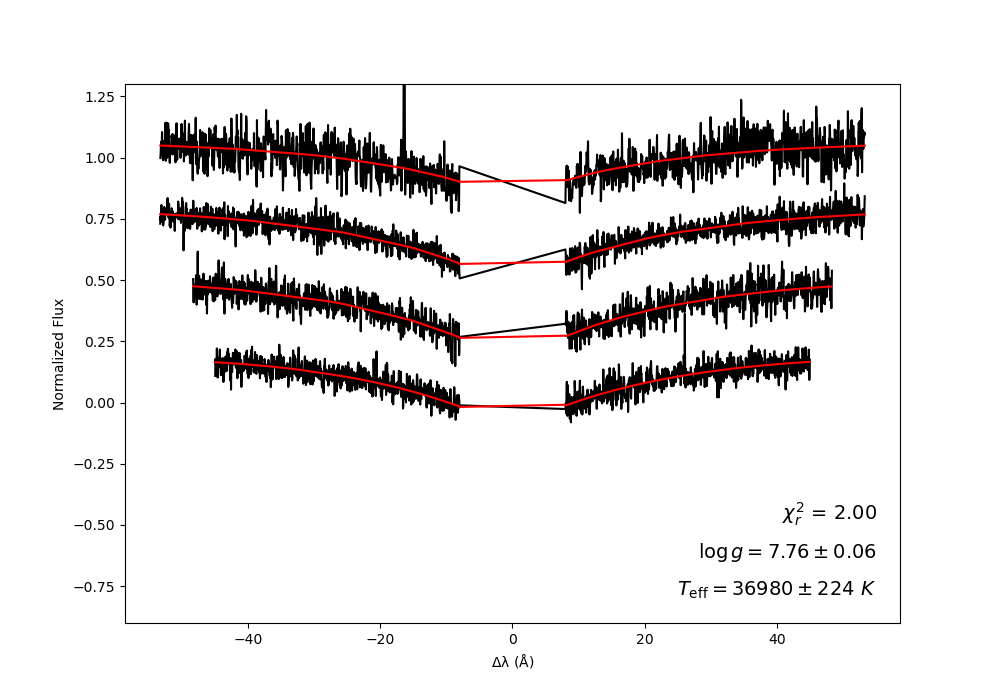 1.25
1.00
0.75
0.50
0.25
0.00
−0.25
−0.50
−0.75
Normalized Flux
χ²ᵣ = 2.00
log g = 7.76 ± 0.06
T_eff = 36980 ± 224 K
−40 −20 0 20 40
Δλ (Å)